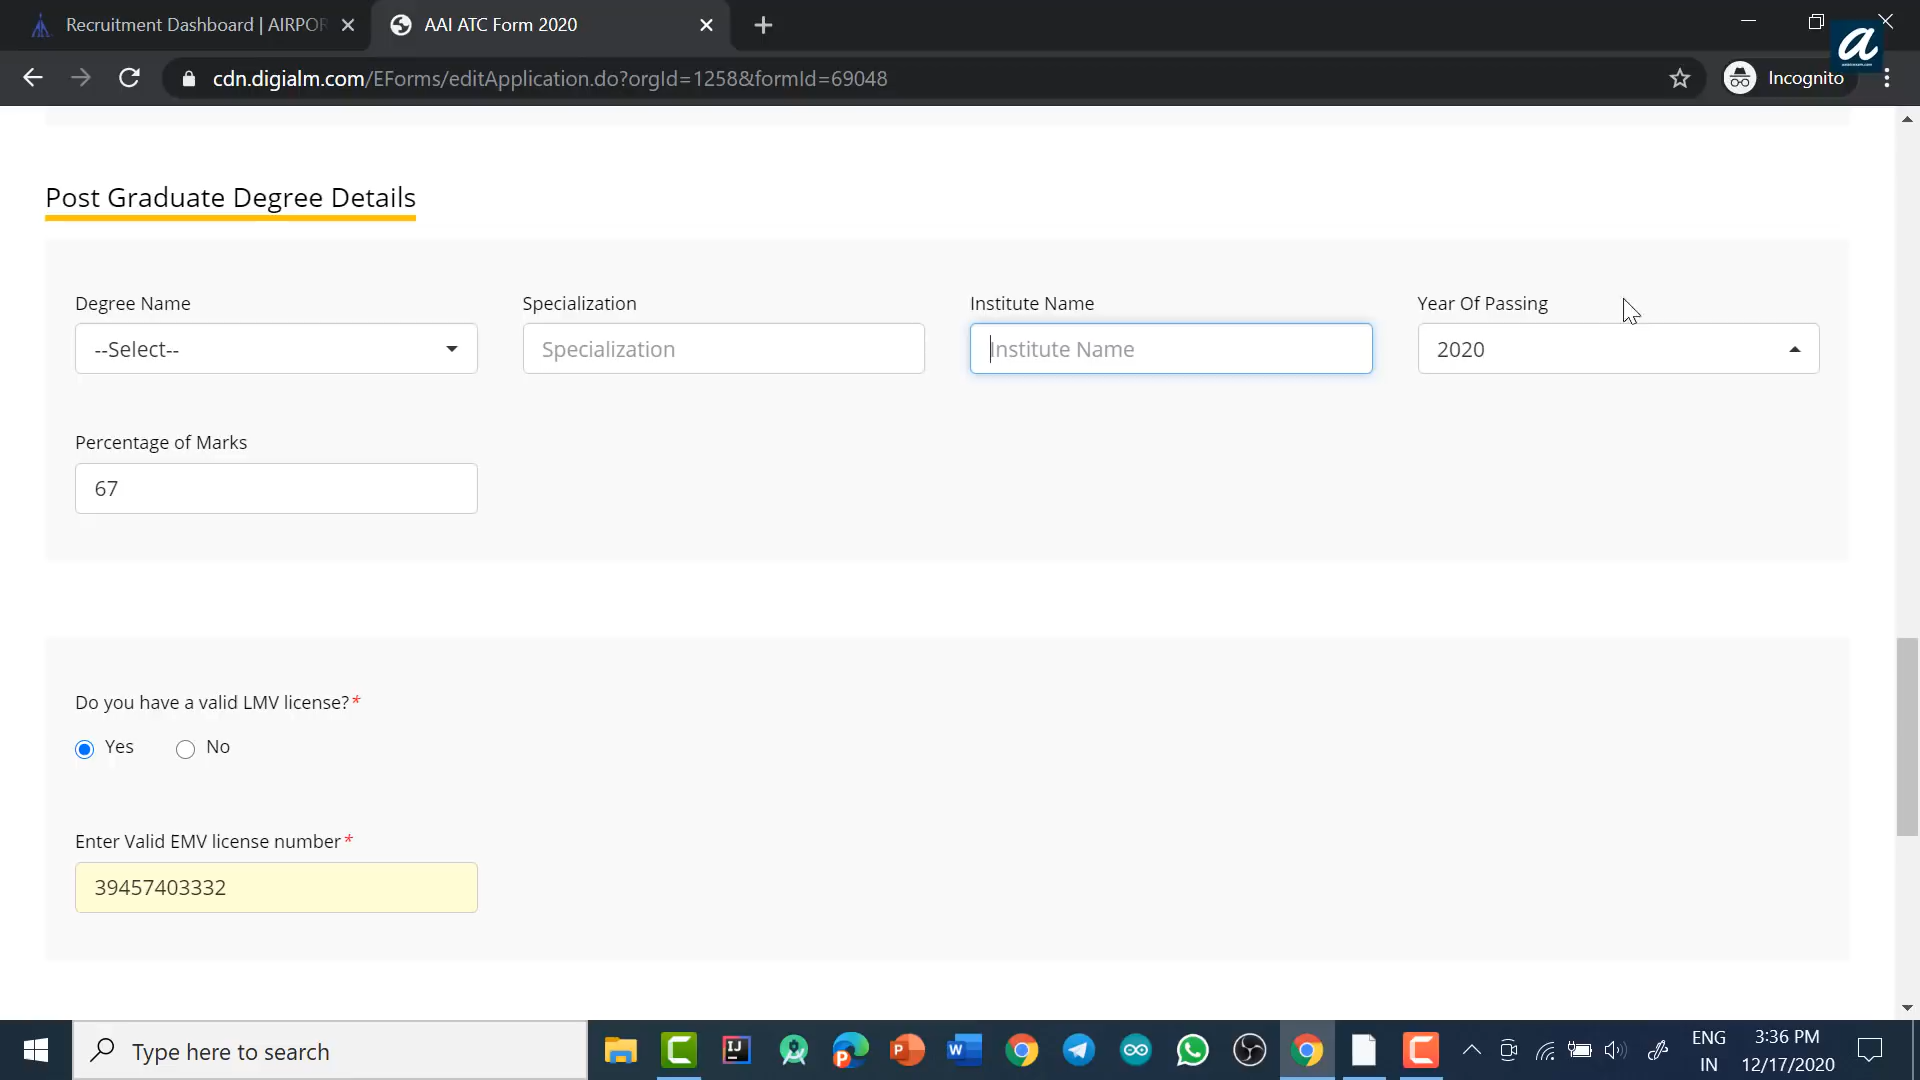 Recruitment Dashboard | AIRPOR
AAI ATC Form 2020
a
cdn.digialm.com/EForms/editApplication.do?orgId=1258&formId=69048
Incognito
Post Graduate Degree Details
Degree Name
Specialization
Institute Name
Year Of Passing
--Select--
Specialization
Institute Name
2020
Percentage of Marks
67
Do you have a valid LMV license?*
Yes
No
Enter Valid EMV license number*
39457403332
Type here to search
ENG
IN
3:36 PM
12/17/2020